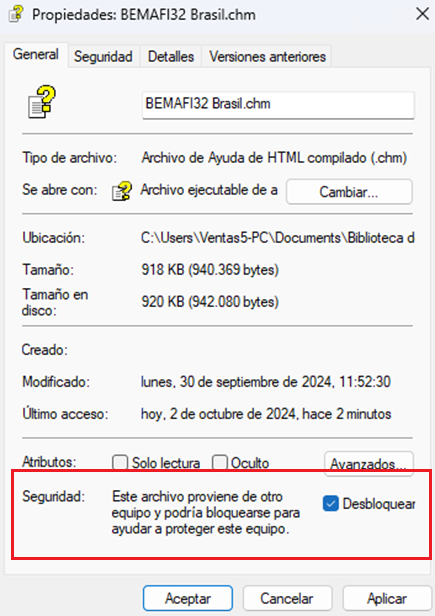 Propiedades: BEMAFI32 Brasil.chm
General Seguridad Detalles Versiones anteriores
BEMAFI32 Brasil.chm
Tipo de archivo: Archivo de Ayuda de HTML compilado (.chm)
Se abre con: Archivo ejecutable de a Cambiar...
Ubicación: C:\Users\Ventas5-PC\Documents\Biblioteca d
Tamaño: 918 KB (940.369 bytes)
Tamaño en
disco: 920 KB (942.080 bytes)
Creado:
Modificado: lunes, 30 de septiembre de 2024, 11:52:30
Último acceso: hoy, 2 de octubre de 2024, hace 2 minutos
Atributos: Solo lectura Oculto Avanzados...
Seguridad: Este archivo proviene de otro
equipo y podría bloquearse para
ayudar a proteger este equipo.
Desbloquear
Aceptar Cancelar Aplicar